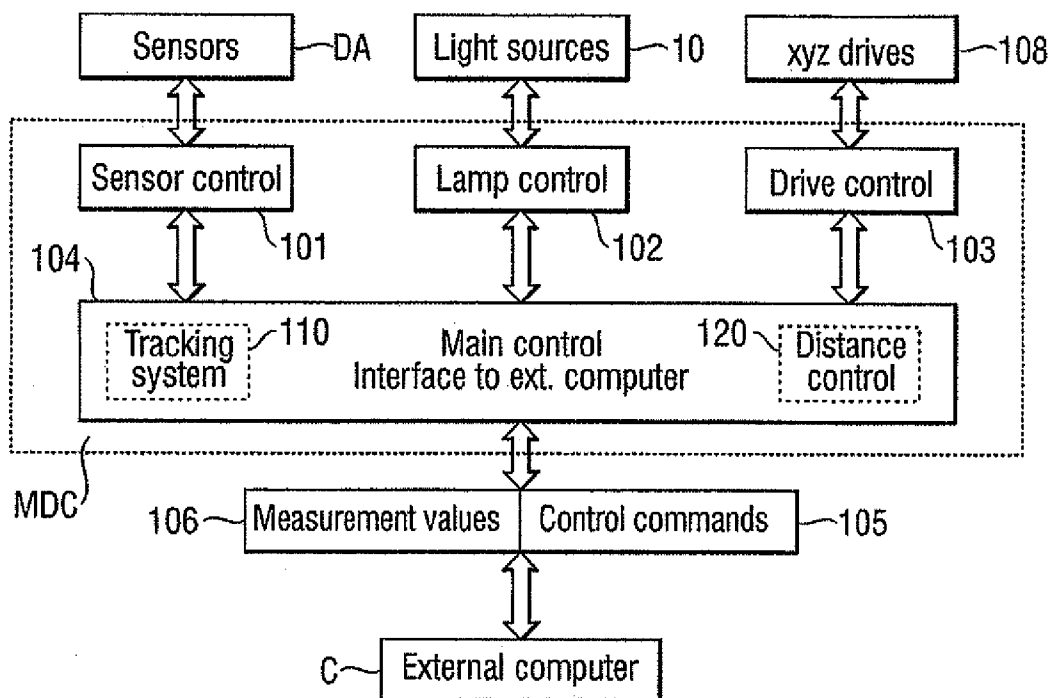 Sensors DA Light sources 10 xyz drives 108
Sensor control Lamp control Drive control
101 102 103
104
Tracking system 110 Main control Interface to ext. computer 120 Distance control
MDC
106 Measurement values Control commands 105
C External computer